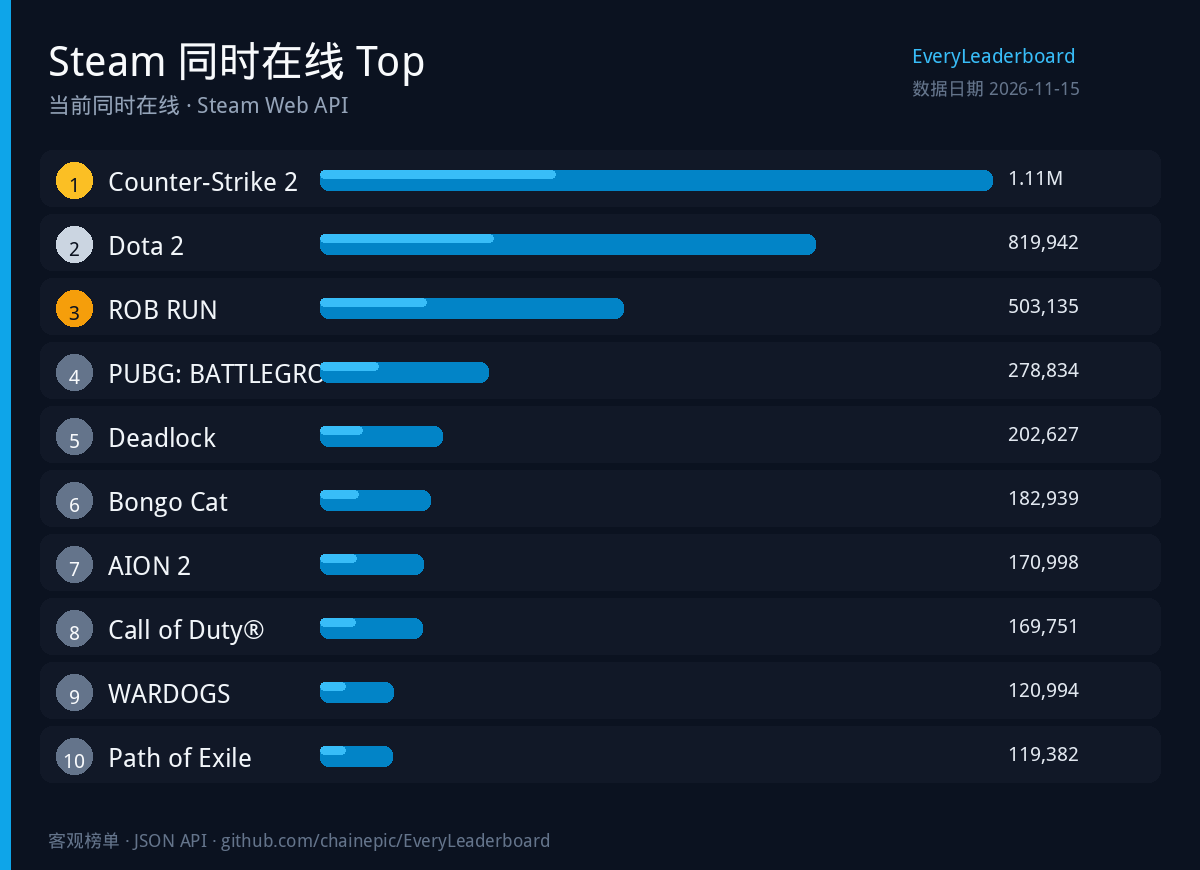 Steam 同时在线 Top
当前同时在线 · Steam Web API
EveryLeaderboard
数据日期 2026-11-15
1 Counter-Strike 2 1.11M
2 Dota 2 819,942
3 ROB RUN 503,135
4 PUBG: BATTLEGRO 278,834
5 Deadlock 202,627
6 Bongo Cat 182,939
7 AION 2 170,998
8 Call of Duty® 169,751
9 WARDOGS 120,994
10 Path of Exile 119,382
客观榜单 · JSON API · github.com/chainepic/EveryLeaderboard